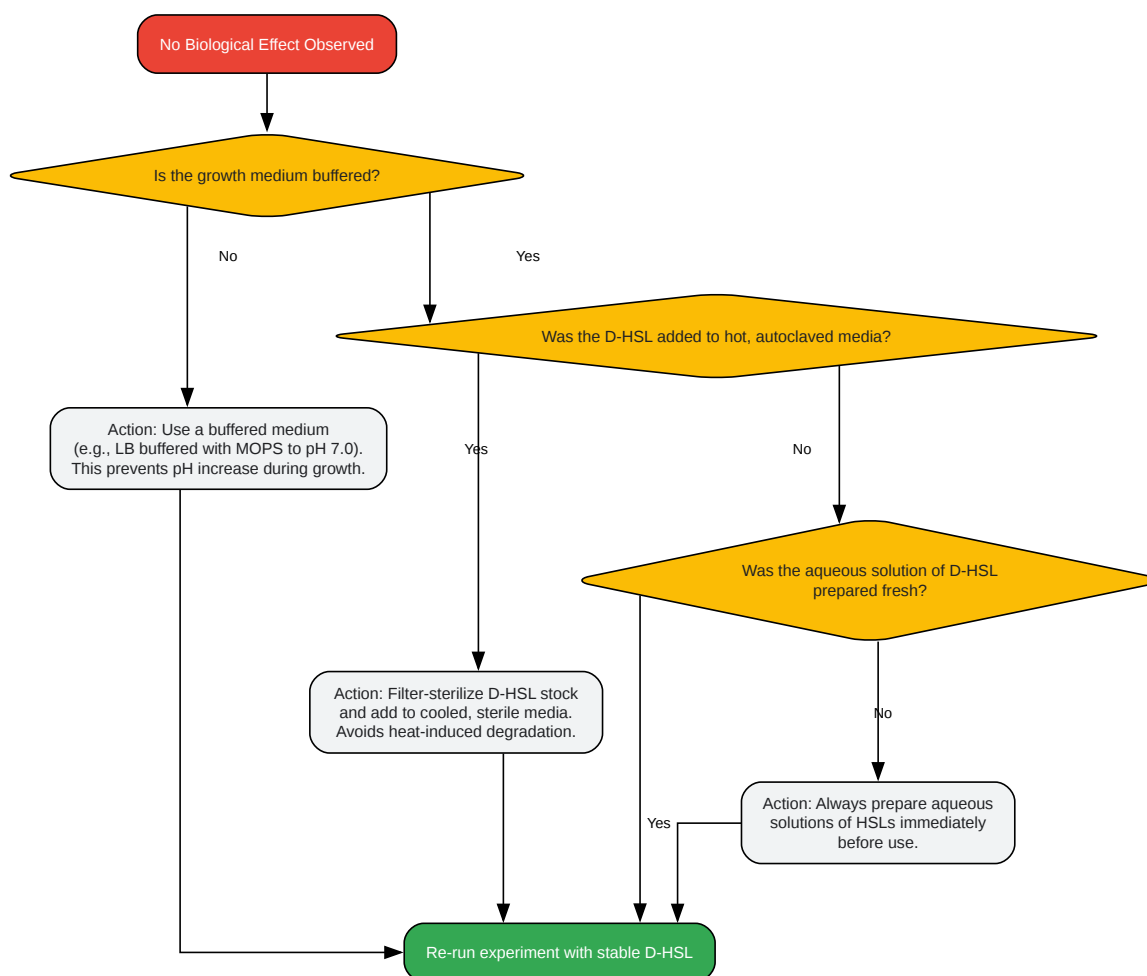 No Biological Effect Observed
Is the growth medium buffered?
No
Yes
Was the D-HSL added to hot, autoclaved media?
Action: Use a buffered medium
(e.g., LB buffered with MOPS to pH 7.0).
This prevents pH increase during growth.
Yes
No
Was the aqueous solution of D-HSL
prepared fresh?
Action: Filter-sterilize D-HSL stock
and add to cooled, sterile media.
Avoids heat-induced degradation.
No
Yes
Action: Always prepare aqueous
solutions of HSLs immediately
before use.
Re-run experiment with stable D-HSL